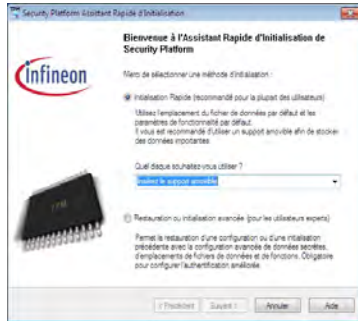 Security Platform Assistant Rapide d'Initialisation
Bienvenue à l'Assistant Rapide d'Initialisation de
Security Platform
Infineon
Merci de sélectionner une méthode d'initialisation :
Initialisation Rapide (recommandé pour la plupart des utilisateurs)
Utilisez l'emplacement du fichier de données par défaut et les
paramètres de fonctionnalité par défaut.
Il vous est recommandé d'utiliser un support amovible afin de stocker
des données importantes.
Quel disque souhaitez-vous utiliser ?
Insérez le support amovible
Restauration ou initialisation avancée (pour les utilisateurs experts)
Permet la restauration d'une configuration ou d'une initialisation
précédente avec la configuration avancée de données secrètes,
d'emplacements de fichiers de données et de fonctions. Obligatoire
pour configurer l'authentification améliorée.
TPM
< Précédent
Suivant >
Annuler
Aide